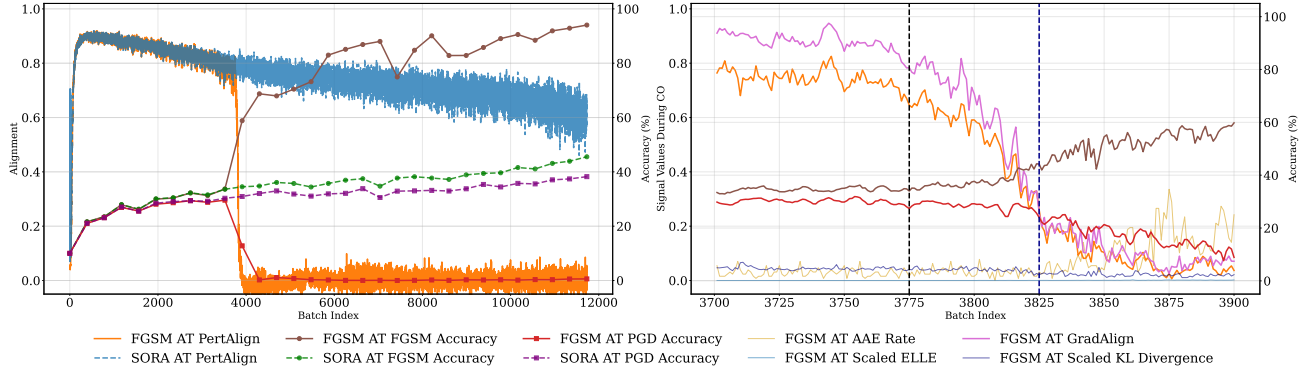 1.0
0.8
0.6
0.4
0.2
0.0
Alignment
100
80
60
40
20
0
Accuracy (%)
0
2000
4000
6000
8000
10000
12000
Batch Index
1.0
0.8
0.6
0.4
0.2
0.0
Signal Values During CO
100
80
60
40
20
0
Accuracy (%)
3700
3725
3750
3775
3800
3825
3850
3875
3900
Batch Index
FGSM AT PertAlign
FGSM AT FGSM Accuracy
FGSM AT PGD Accuracy
FGSM AT AAE Rate
FGSM AT GradAlign
SORA AT PertAlign
SORA AT FGSM Accuracy
SORA AT PGD Accuracy
FGSM AT Scaled ELLE
FGSM AT Scaled KL Divergence